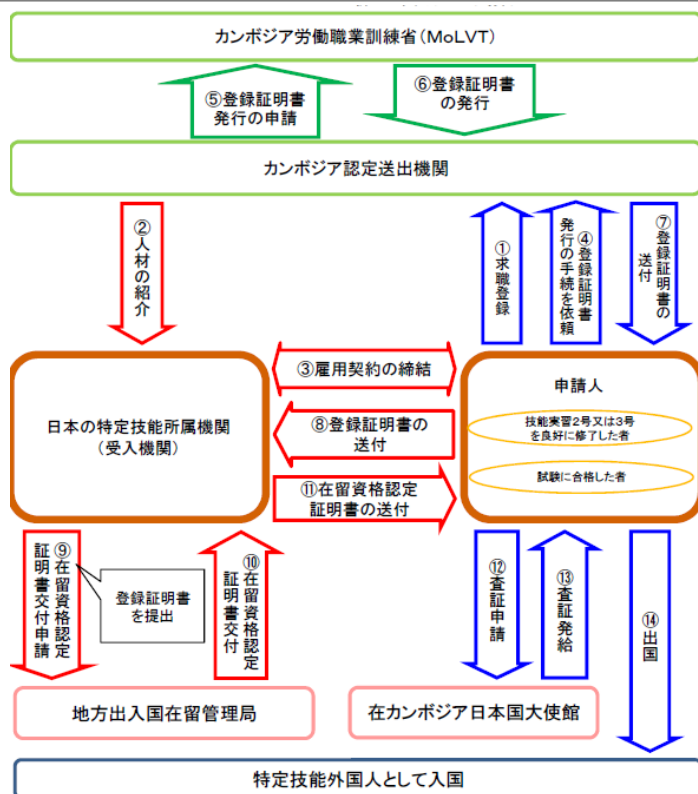 カンボジア労働職業訓練省(MoLVT)
⑤登録証明書
発行の申請
⑥登録証明書
の発行
カンボジア認定送出機関
②人材の紹介
①求職登録
④登録証明書
発行の手続を依頼
⑦登録証明書の
送付
③雇用契約の締結
日本の特定技能所属機関
(受入機関)
申請人
技能実習2号又は3号
を良好に修了した者
試験に合格した者
⑧登録証明書の
送付
⑪在留資格認定
証明書の送付
⑨在留資格認定
証明書交付申請
登録証明書
を提出
⑩在留資格認定
証明書交付
⑫査証申請
⑬査証発給
⑭出国
地方出入国在留管理局
在カンボジア日本国大使館
特定技能外国人として入国